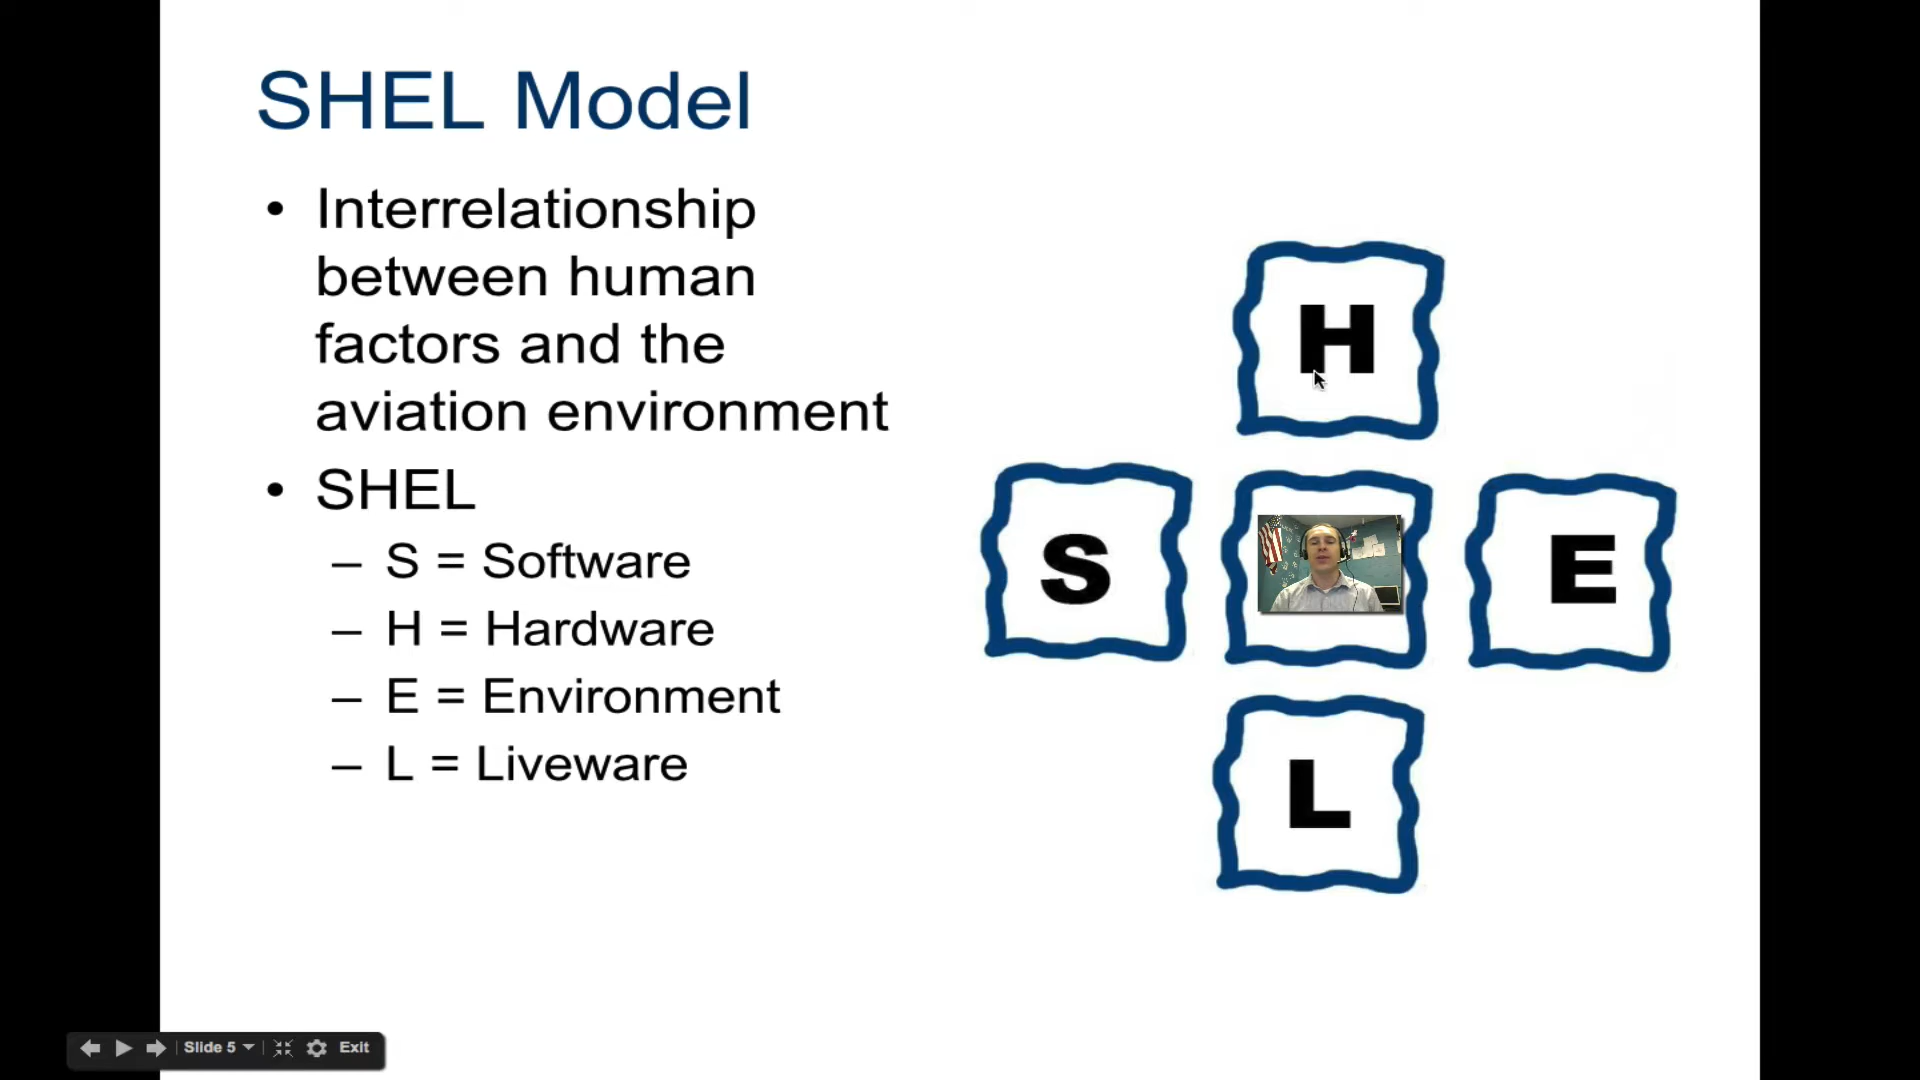 SHEL Model
• Interrelationship
between human
factors and the
aviation environment
• SHEL
– S = Software
– H = Hardware
– E = Environment
– L = Liveware
H
S
E
L
Slide 5
Exit